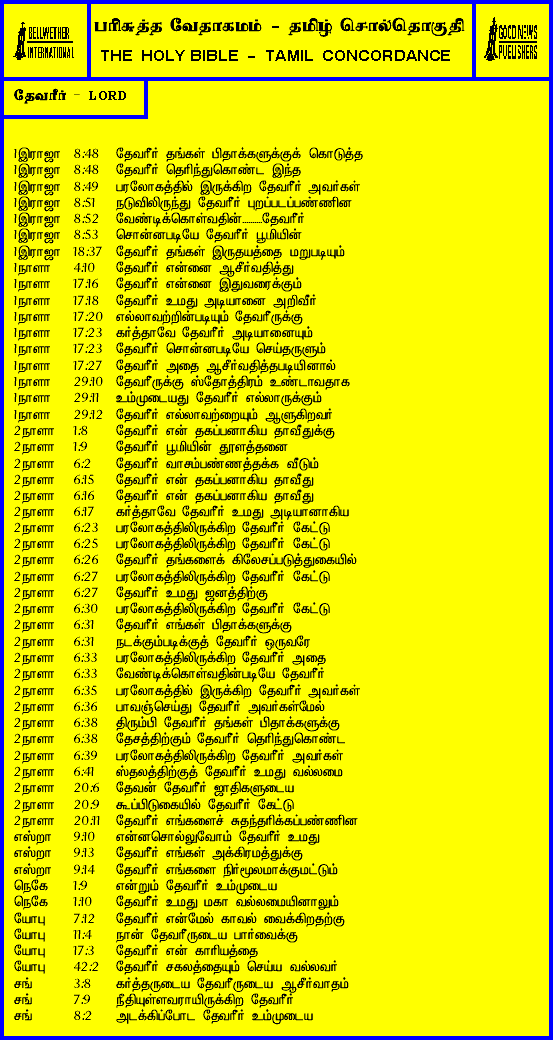 BELLWETHER
INTERNATIONAL
பரிசுத்த வேதாகமம் - தமிழ் சொல்தொகுதி
THE HOLY BIBLE - TAMIL CONCORDANCE
GOOD NEWS
PUBLISHERS
தேவரீர் - LORD
1இராஜா 8:48 தேவரீர் தங்கள் பிதாக்களுக்குக் கொடுத்த
1இராஜா 8:48 தேவரீர் தெரிந்துகொண்ட இந்த
1இராஜா 8:49 பரலோகத்தில் இருக்கிற தேவரீர் அவர்கள்
1இராஜா 8:51 நடுவிலிருந்து தேவரீர் புறப்படப்பண்ணின
1இராஜா 8:52 வேண்டிக்கொள்வதின்.........தேவரீர்
1இராஜா 8:53 சொன்னபடியே தேவரீர் பூமியின்
1இராஜா 18:37 தேவரீர் தங்கள் இருதயத்தை மறுபடியும்
1நாளா 4:10 தேவரீர் என்னை ஆசீர்வதித்து
1நாளா 17:16 தேவரீர் என்னை இதுவரைக்கும்
1நாளா 17:18 தேவரீர் உமது அடியானை அறிவீர்
1நாளா 17:20 எல்லாவற்றின்படியும் தேவரீருக்கு
1நாளா 17:23 கர்த்தாவே தேவரீர் அடியானையும்
1நாளா 17:23 தேவரீர் சொன்னபடியே செய்தருளும்
1நாளா 17:27 தேவரீர் அதை ஆசீர்வதித்தபடியினால்
1நாளா 29:10 தேவரீருக்கு ஸ்தோத்திரம் உண்டாவதாக
1நாளா 29:11 உம்முடையது தேவரீர் எல்லாருக்கும்
1நாளா 29:12 தேவரீர் எல்லாவற்றையும் ஆளுகிறவர்
2நாளா 1:8 தேவரீர் என் தகப்பனாகிய தாவீதுக்கு
2நாளா 1:9 தேவரீர் பூமியின் தூளத்தனை
2நாளா 6:2 தேவரீர் வாசம்பண்ணத்தக்க வீடும்
2நாளா 6:15 தேவரீர் என் தகப்பனாகிய தாவீது
2நாளா 6:16 தேவரீர் என் தகப்பனாகிய தாவீது
2நாளா 6:17 கர்த்தாவே தேவரீர் உமது அடியானாகிய
2நாளா 6:23 பரலோகத்திலிருக்கிற தேவரீர் கேட்டு
2நாளா 6:25 பரலோகத்திலிருக்கிற தேவரீர் கேட்டு
2நாளா 6:26 தேவரீர் தங்களைக் கிலேசப்படுத்துகையில்
2நாளா 6:27 பரலோகத்திலிருக்கிற தேவரீர் கேட்டு
2நாளா 6:27 தேவரீர் உமது ஜனத்திற்கு
2நாளா 6:30 பரலோகத்திலிருக்கிற தேவரீர் கேட்டு
2நாளா 6:31 தேவரீர் எங்கள் பிதாக்களுக்கு
2நாளா 6:31 நடக்கும்படிக்குத் தேவரீர் ஒருவரே
2நாளா 6:33 பரலோகத்திலிருக்கிற தேவரீர் அதை
2நாளா 6:33 வேண்டிக்கொள்வதின்படியே தேவரீர்
2நாளா 6:35 பரலோகத்தில் இருக்கிற தேவரீர் அவர்கள்
2நாளா 6:36 பாவஞ்செய்து தேவரீர் அவர்கள்மேல்
2நாளா 6:38 திரும்பி தேவரீர் தங்கள் பிதாக்களுக்கு
2நாளா 6:38 தேசத்திற்கும் தேவரீர் தெரிந்துகொண்ட
2நாளா 6:39 பரலோகத்திலிருக்கிற தேவரீர் அவர்கள்
2நாளா 6:41 ஸ்தலத்திற்குத் தேவரீர் உமது வல்லமை
2நாளா 20:6 தேவன் தேவரீர் ஜாதிகளுடைய
2நாளா 20:9 கூப்பிடுகையில் தேவரீர் கேட்டு
2நாளா 20:11 தேவரீர் எங்களைச் சுதந்தரிக்கப்பண்ணின
எஸ்றா 9:10 என்னசொல்லுவோம் தேவரீர் உமது
எஸ்றா 9:13 தேவரீர் எங்கள் அக்கிரமத்துக்கு
எஸ்றா 9:14 தேவரீர் எங்களை நிர்மூலமாக்குமட்டும்
நெகே 1:9 என்றும் தேவரீர் உம்முடைய
நெகே 1:10 தேவரீர் உமது மகா வல்லமையினாலும்
யோபு 7:12 தேவரீர் என்மேல் காவல் வைக்கிறதற்கு
யோபு 11:4 நான் தேவரீருடைய பார்வைக்கு
யோபு 17:3 தேவரீர் என் காரியத்தை
யோபு 42:2 தேவரீர் சகலத்தையும் செய்ய வல்லவர்
சங் 3:8 கர்த்தருடைய தேவரீருடைய ஆசீர்வாதம்
சங் 7:9 நீதியுள்ளவராயிருக்கிற தேவரீர்
சங் 8:2 அடக்கிப்போட தேவரீர் உம்முடைய